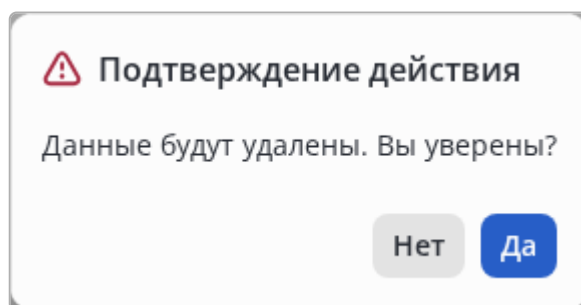 Подтверждение действия
Данные будут удалены. Вы уверены?
Нет Да